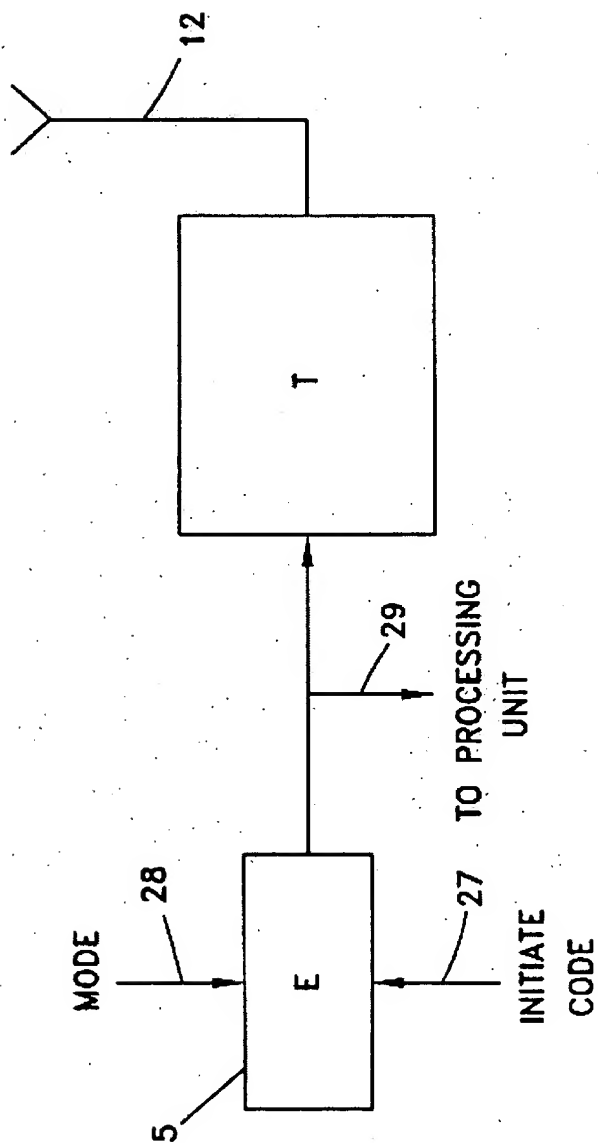 12
T
29
TO PROCESSING
UNIT
MODE
28
E
5
27
INITIATE
CODE